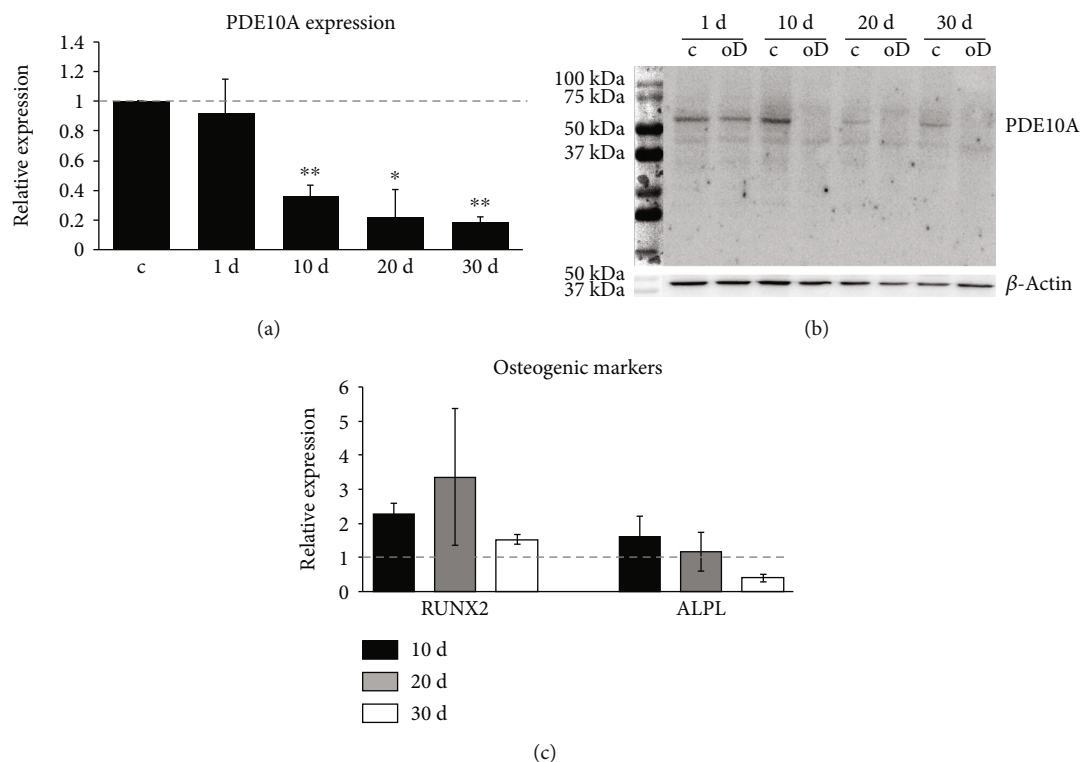 PDE10A expression
Relative expression
1.4
1.2
1
0.8
0.6
0.4
0.2
0
**
*
**
c 1 d 10 d 20 d 30 d
(a)
1 d 10 d 20 d 30 d
c oD c oD c oD c oD
100 kDa
75 kDa
50 kDa
37 kDa
PDE10A
50 kDa
37 kDa
β-Actin
(b)
Osteogenic markers
Relative expression
6
5
4
3
2
1
0
RUNX2 ALPL
10 d
20 d
30 d
(c)